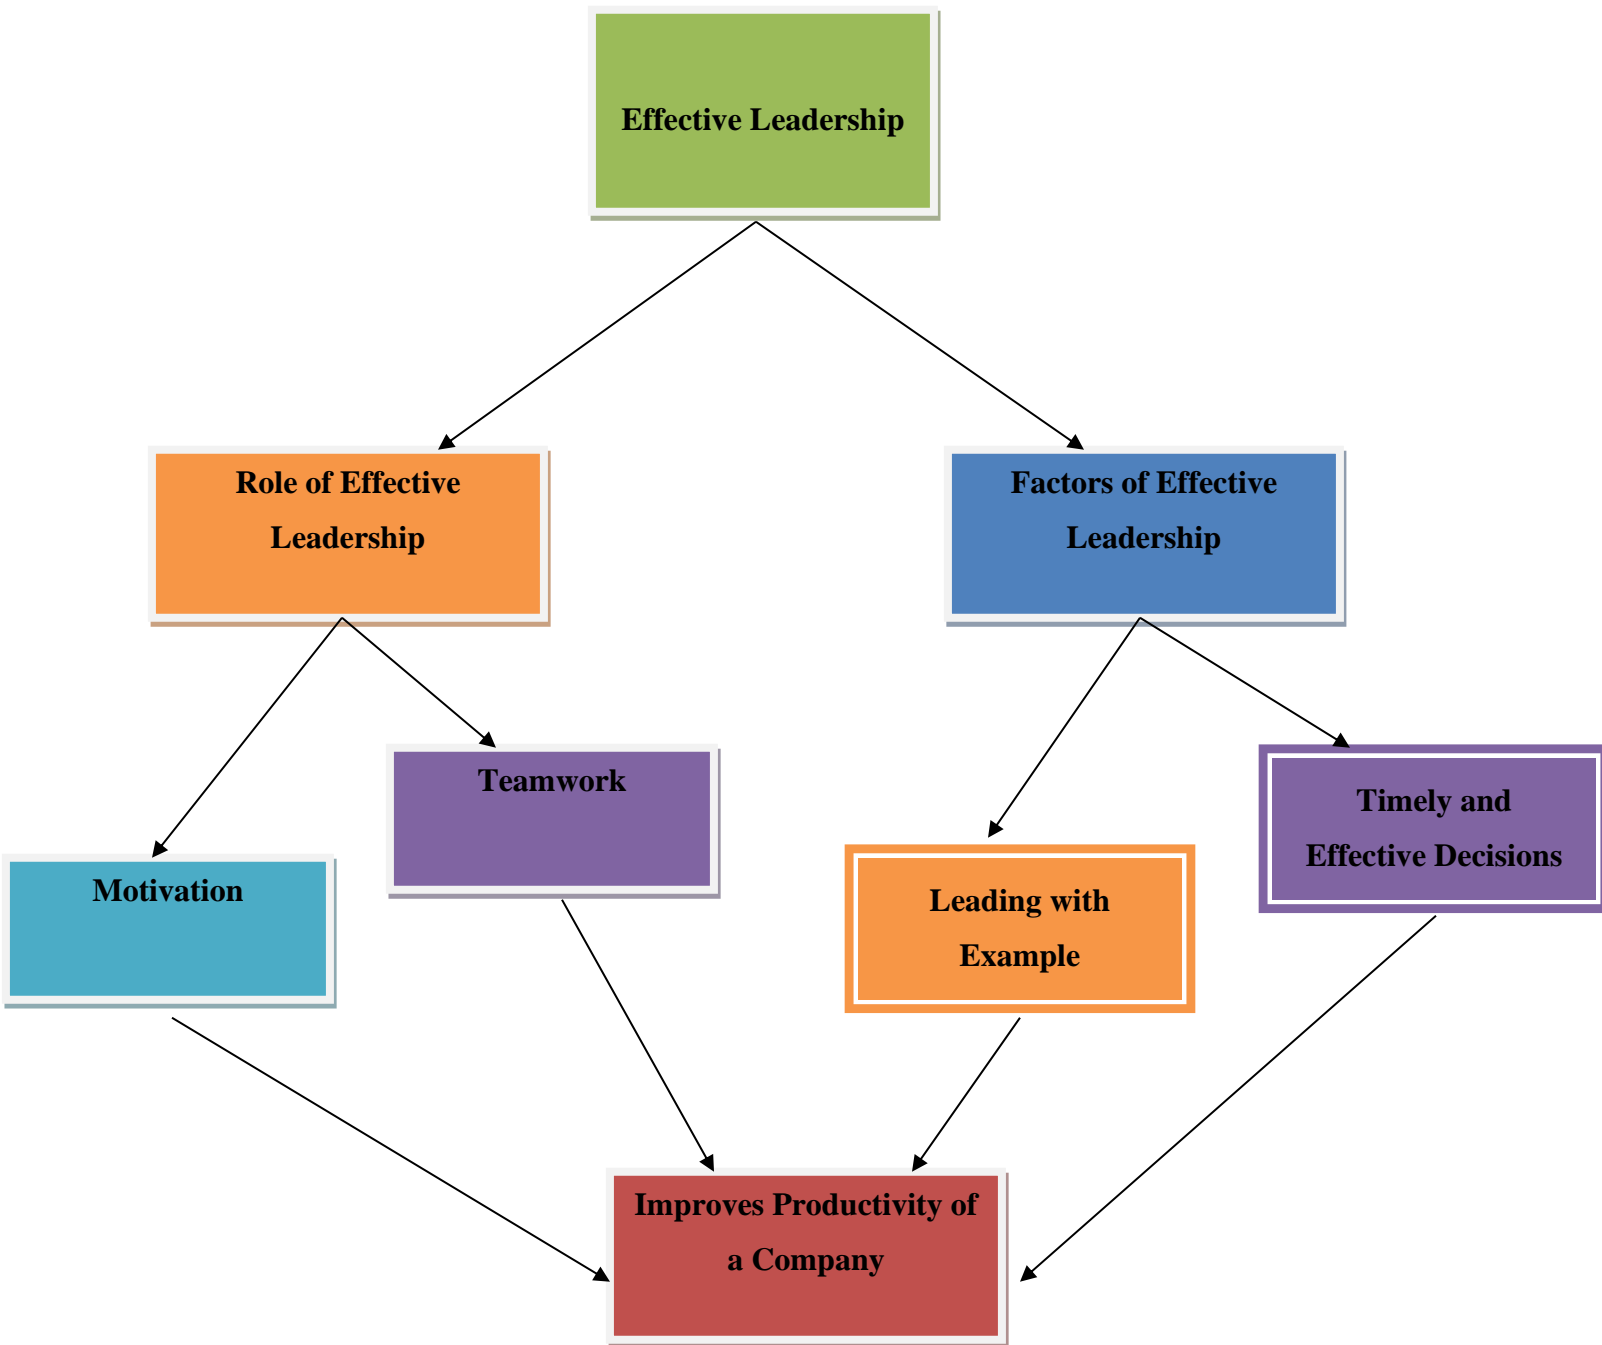 Effective Leadership
Role of Effective
Leadership
Factors of Effective
Leadership
Teamwork
Timely and
Effective Decisions
Motivation
Leading with
Example
Improves Productivity of
a Company